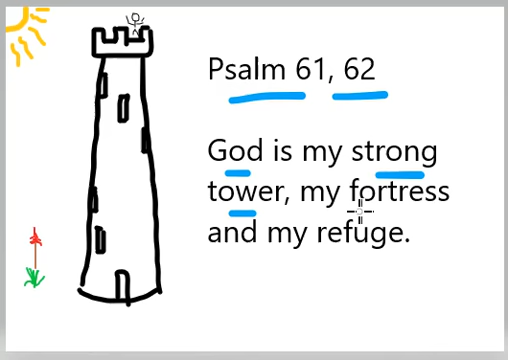 Psalm 61, 62
God is my strong
tower, my fortress
and my refuge.